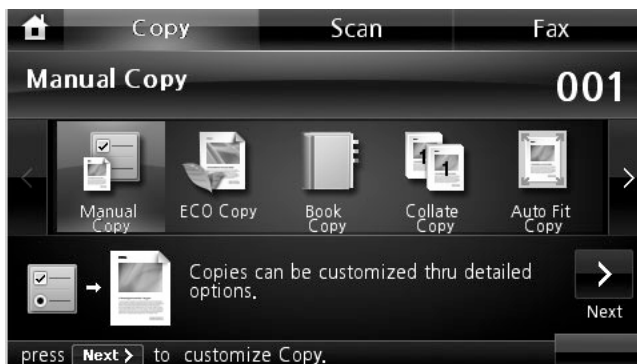 Copy Scan Fax
Manual Copy 001
Manual ECO Copy Book Collate Auto Fit
Copy Copy Copy Copy
Copies can be customized thru detailed
options.
Next
press Next > to customize Copy.